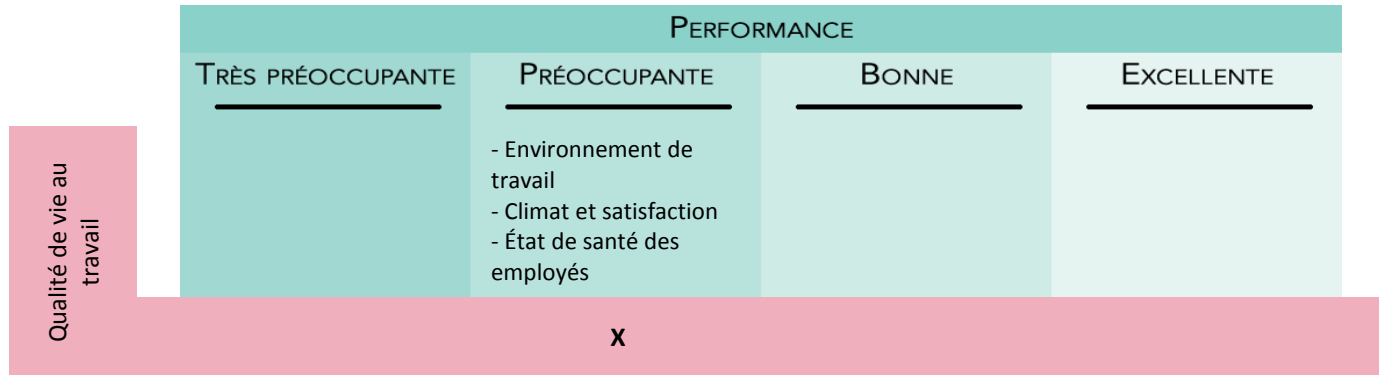 PERFORMANCE
TRÈS PRÉOCCUPANTE
PRÉOCCUPANTE
BONNE
EXCELLENTE
Qualité de vie au
travail
- Environnement de
travail
- Climat et satisfaction
- État de santé des
employés
X